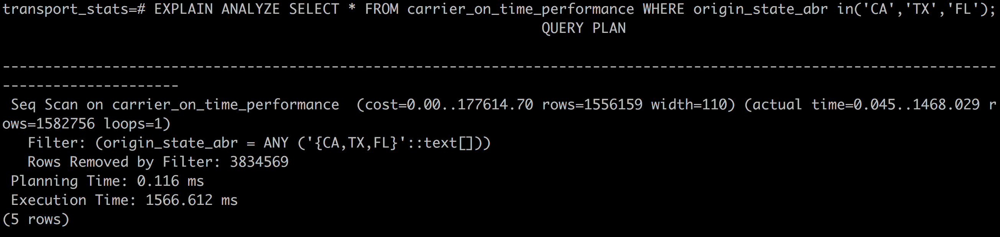 transport_stats=# EXPLAIN ANALYZE SELECT * FROM carrier_on_time_performance WHERE origin_state_abr in('CA','TX','FL');
QUERY PLAN
----------------------------------------------------------------------------------------------------------------------
---------------------
Seq Scan on carrier_on_time_performance  (cost=0.00..177614.70 rows=1556159 width=110) (actual time=0.045..1468.029 r
ows=1582756 loops=1)
Filter: (origin_state_abr = ANY ('{CA,TX,FL}'::text[]))
Rows Removed by Filter: 3834569
Planning Time: 0.116 ms
Execution Time: 1566.612 ms
(5 rows)